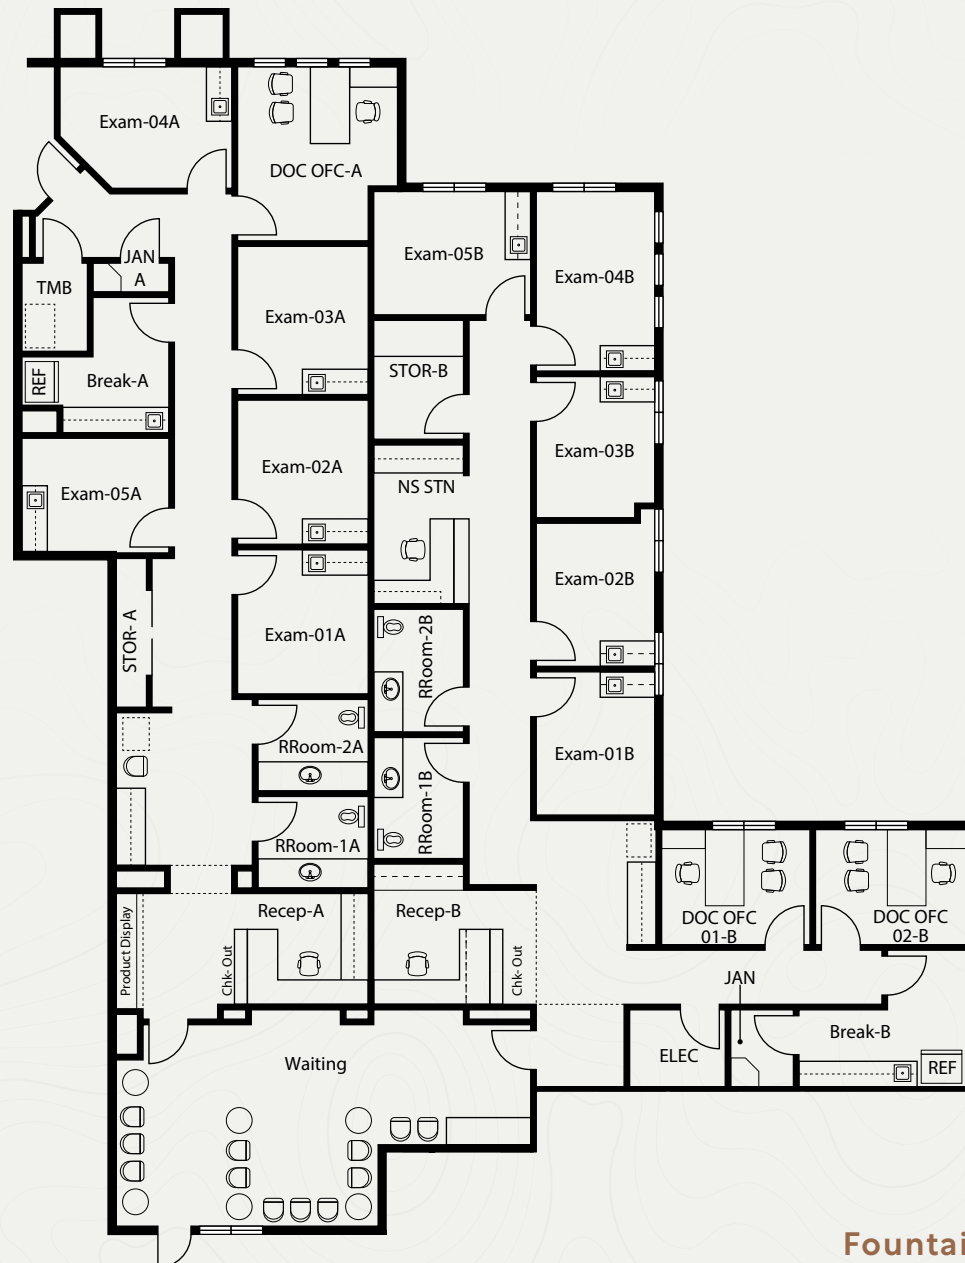 Exam-04A
DOC OFC-A
Exam-05B
Exam-04B
JAN
A
TMB
Exam-03A
REF
Break-A
STOR-B
Exam-03B
Exam-02A
Exam-05A
NS STN
Exam-02B
STOR- A
Exam-01A
RRoom-2B
RRoom-2A
Exam-01B
RRoom-1B
RRoom-1A
Product Display
Recep-A
Chk- Out
Recep-B
Chk- Out
DOC OFC
01-B
DOC OFC
02-B
JAN
Waiting
ELEC
Break-B
REF
Fountai